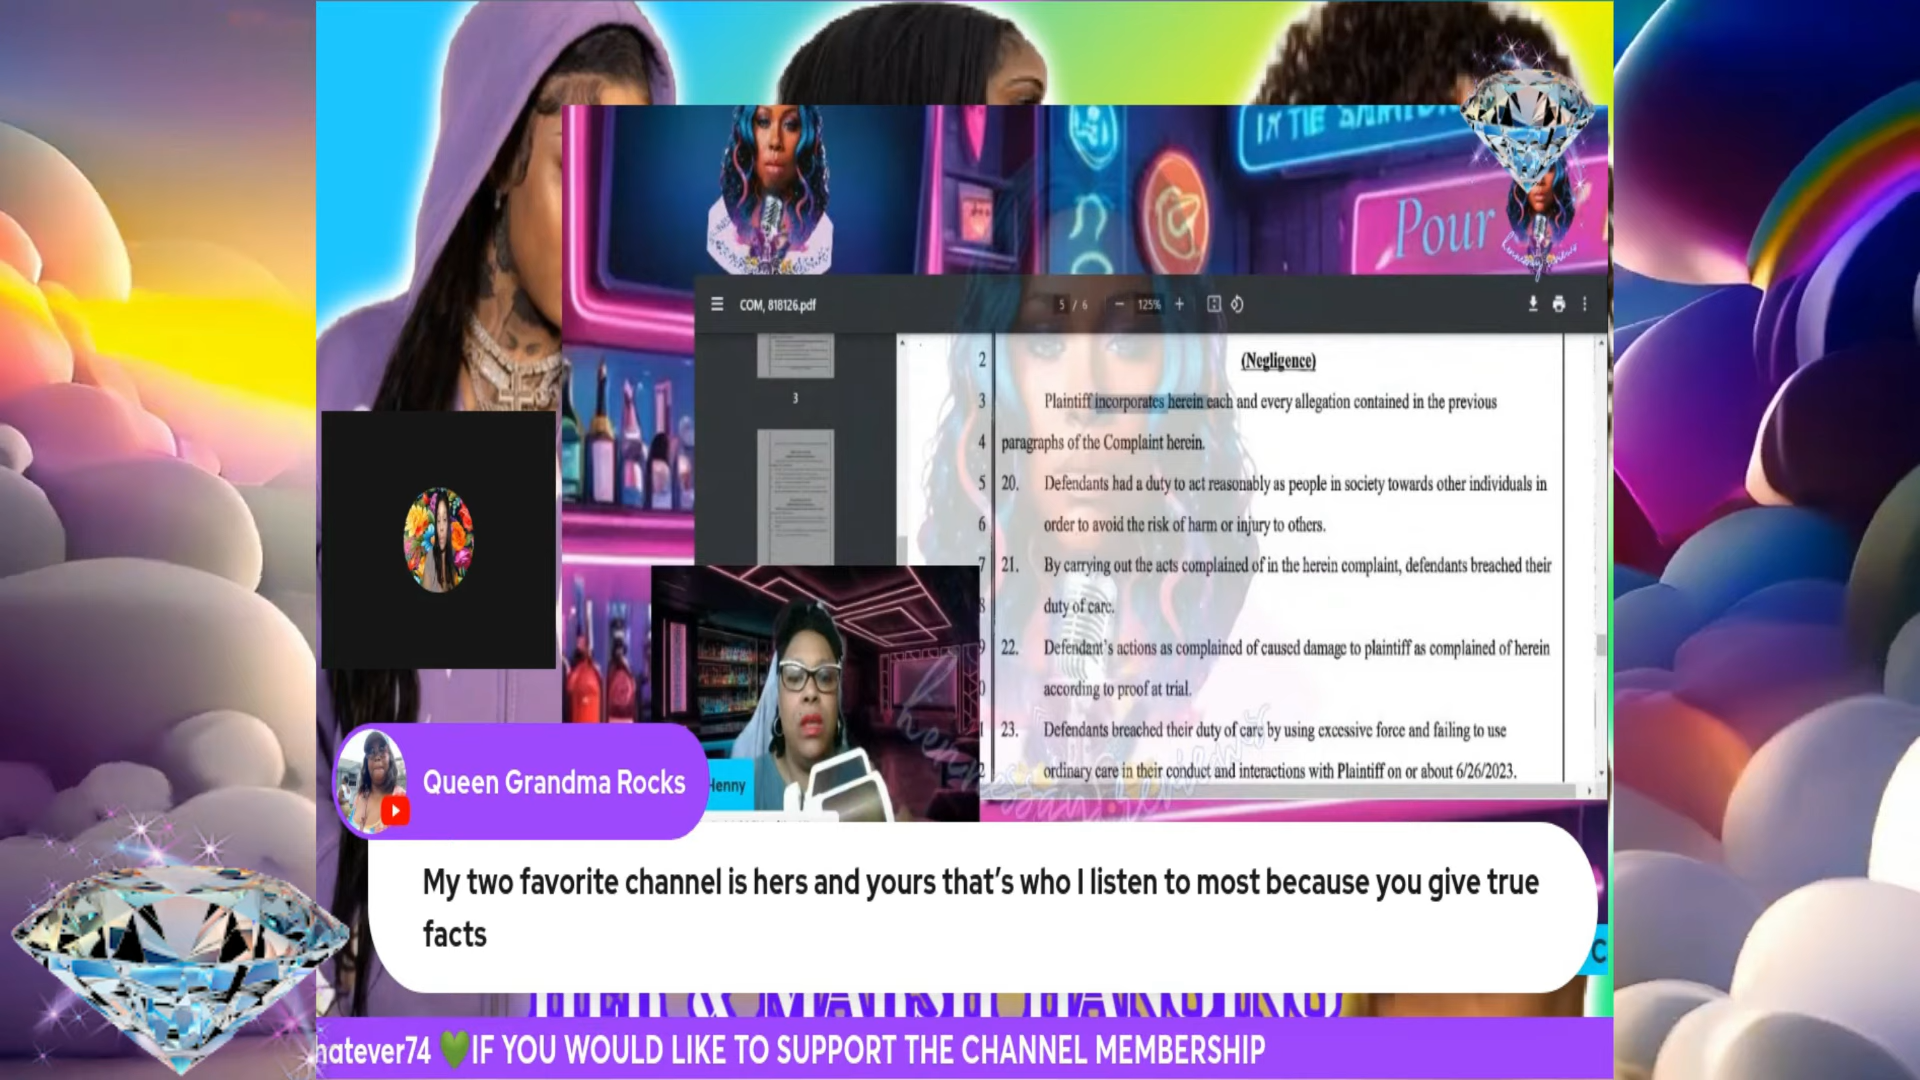 Pour
COM, 818126.pdf
5 / 6
125%
3
2 (Negligence)
3 Plaintiff incorporates herein each and every allegation contained in the previous
4 paragraphs of the Complaint herein.
5 20. Defendants had a duty to act reasonably as people in society towards other individuals in
6 order to avoid the risk of harm or injury to others.
7 21. By carrying out the acts complained of in the herein complaint, defendants breached their
8 duty of care.
9 22. Defendant's actions as complained of caused damage to plaintiff as complained of herein
0 according to proof at trial.
1 23. Defendants breached their duty of care by using excessive force and failing to use
2 ordinary care in their conduct and interactions with Plaintiff on or about 6/26/2023.
Henny
Queen Grandma Rocks
My two favorite channel is hers and yours that's who I listen to most because you give true
facts
C
hatever74 💚IF YOU WOULD LIKE TO SUPPORT THE CHANNEL MEMBERSHIP